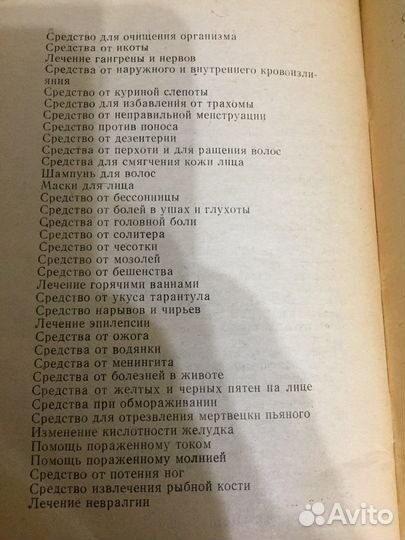 Средство для очищения организма
Средства от икоты
Лечение гангрены и нервов
Средства от наружного и внутреннего кровоизли-
яния
Средство от куриной слепоты
Средство для избавления от трахомы
Средство от неправильной менструации
Средство против поноса
Средства от дезентерии
Средство от перхоти и для ращения волос
Средства для смягчения кожи лица
Шампунь для волос
Маски для лица
Средство от бессонницы
Средство от болей в ушах и глухоты
Средство от головной боли
Средство от солитера
Средство от чесотки
Средство от мозолей
Средство от бешенства
Лечение горячими ваннами
Средство от укуса тарантула
Средство нарывов и чирьев
Лечение эпилепсии
Средства от ожога
Средства от водянки
Средства от менингита
Средства от болезней в животе
Средства от желтых и черных пятен на лице
Средства при обмораживании
Средство для отрезвления мертвецки пьяного
Изменение кислотности желудка
Помощь пораженному током
Помощь пораженному молнией
Средство от потения ног
Средство извлечения рыбной кости
Лечение невралгии
Avito